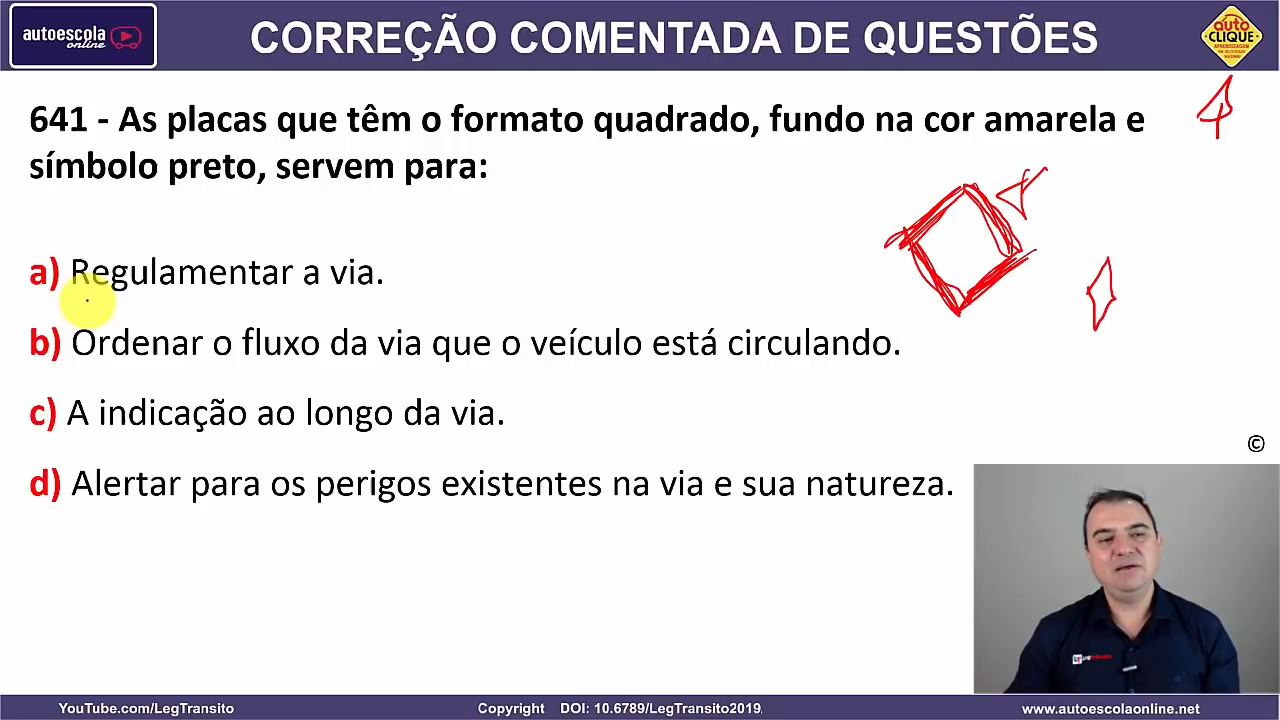 autoescola
online
CORREÇÃO COMENTADA DE QUESTÕES
auto
CLIQUE
641 - As placas que têm o formato quadrado, fundo na cor amarela e
símbolo preto, servem para:
a) Regulamentar a via.
b) Ordenar o fluxo da via que o veículo está circulando.
c) A indicação ao longo da via.
d) Alertar para os perigos existentes na via e sua natureza.
©
YouTube.com/LegTransito
Copyright DOI: 10.6789/LegTransito2019
www.autoescolaonline.net